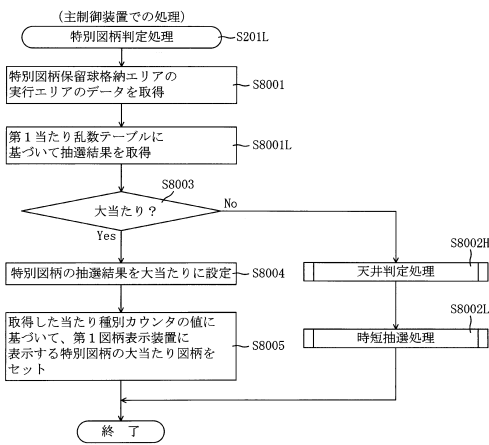 (主制御装置での処理)
特別図柄判定処理
S201L
特別図柄保留球格納エリアの
実行エリアのデータを取得
S8001
第1当たり乱数テーブルに
基づいて抽選結果を取得
S8001L
S8003
大当たり?
No
Yes
S8002H
天井判定処理
特別図柄の抽選結果を大当たりに設定
S8004
S8002L
時短抽選処理
取得した当たり種別カウンタの値に
基づいて、第1図柄表示装置に
表示する特別図柄の大当たり図柄を
セット
S8005
終 了